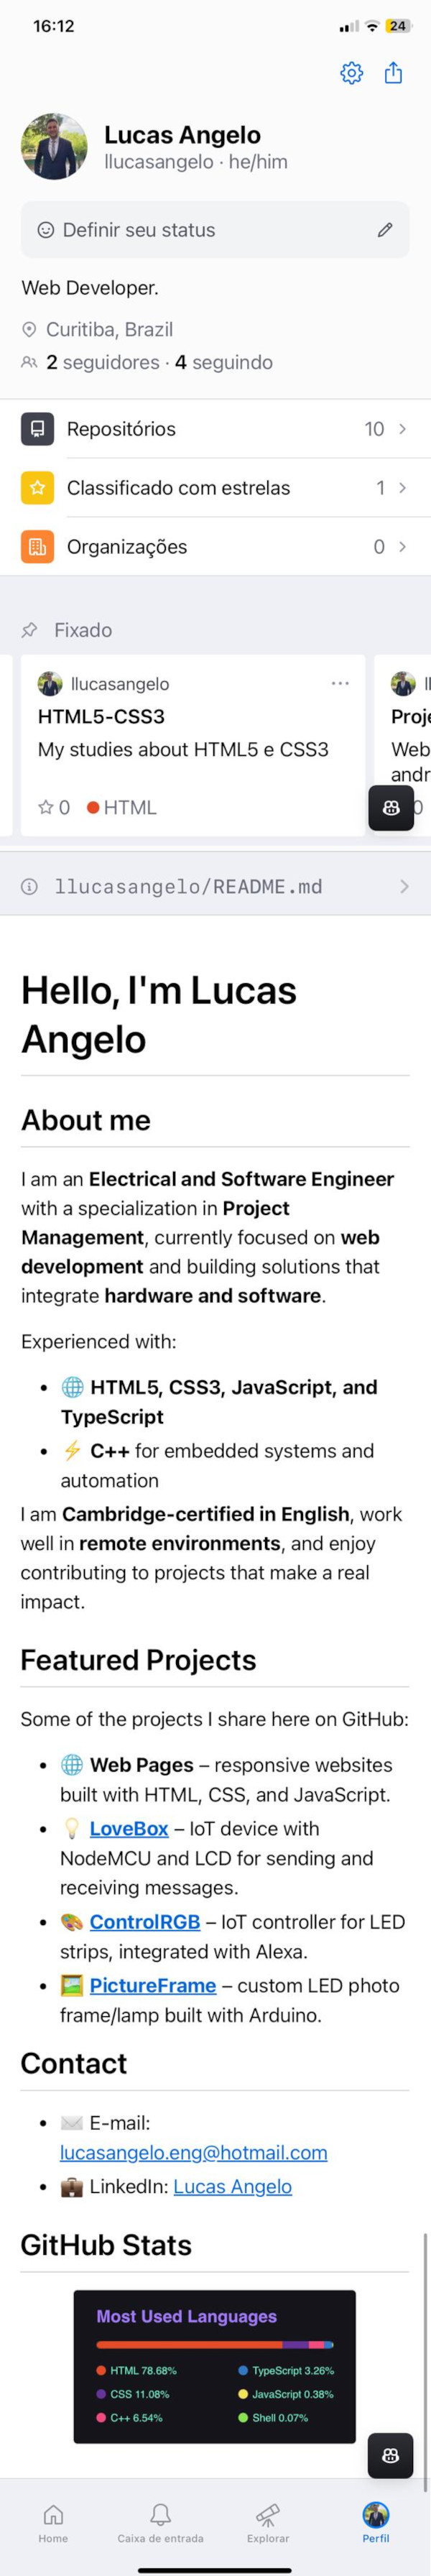 16:12
24
Lucas Angelo
llucasangelo · he/him
Definir seu status
Web Developer.
Curitiba, Brazil
2 seguidores · 4 seguindo
Repositórios 10
Classificado com estrelas 1
Organizações 0
Fixado
llucasangelo
HTML5-CSS3
My studies about HTML5 e CSS3
0 HTML
ll
Proje
Web
andr
0
llucasangelo/README.md
Hello, I'm Lucas
Angelo
About me
I am an Electrical and Software Engineer
with a specialization in Project
Management, currently focused on web
development and building solutions that
integrate hardware and software.
Experienced with:
• 🌐 HTML5, CSS3, JavaScript, and
TypeScript
• ⚡ C++ for embedded systems and
automation
I am Cambridge-certified in English, work
well in remote environments, and enjoy
contributing to projects that make a real
impact.
Featured Projects
Some of the projects I share here on GitHub:
• 🌐 Web Pages – responsive websites
built with HTML, CSS, and JavaScript.
• 💡 LoveBox – IoT device with
NodeMCU and LCD for sending and
receiving messages.
• 🎨 ControlRGB – IoT controller for LED
strips, integrated with Alexa.
• 🖼️ PictureFrame – custom LED photo
frame/lamp built with Arduino.
Contact
• ✉️ E-mail:
lucasangelo.eng@hotmail.com
• 💼 LinkedIn: Lucas Angelo
GitHub Stats
Most Used Languages
HTML 78.68%
CSS 11.08%
C++ 6.54%
TypeScript 3.26%
JavaScript 0.38%
Shell 0.07%
Home
Caixa de entrada
Explorar
Perfil